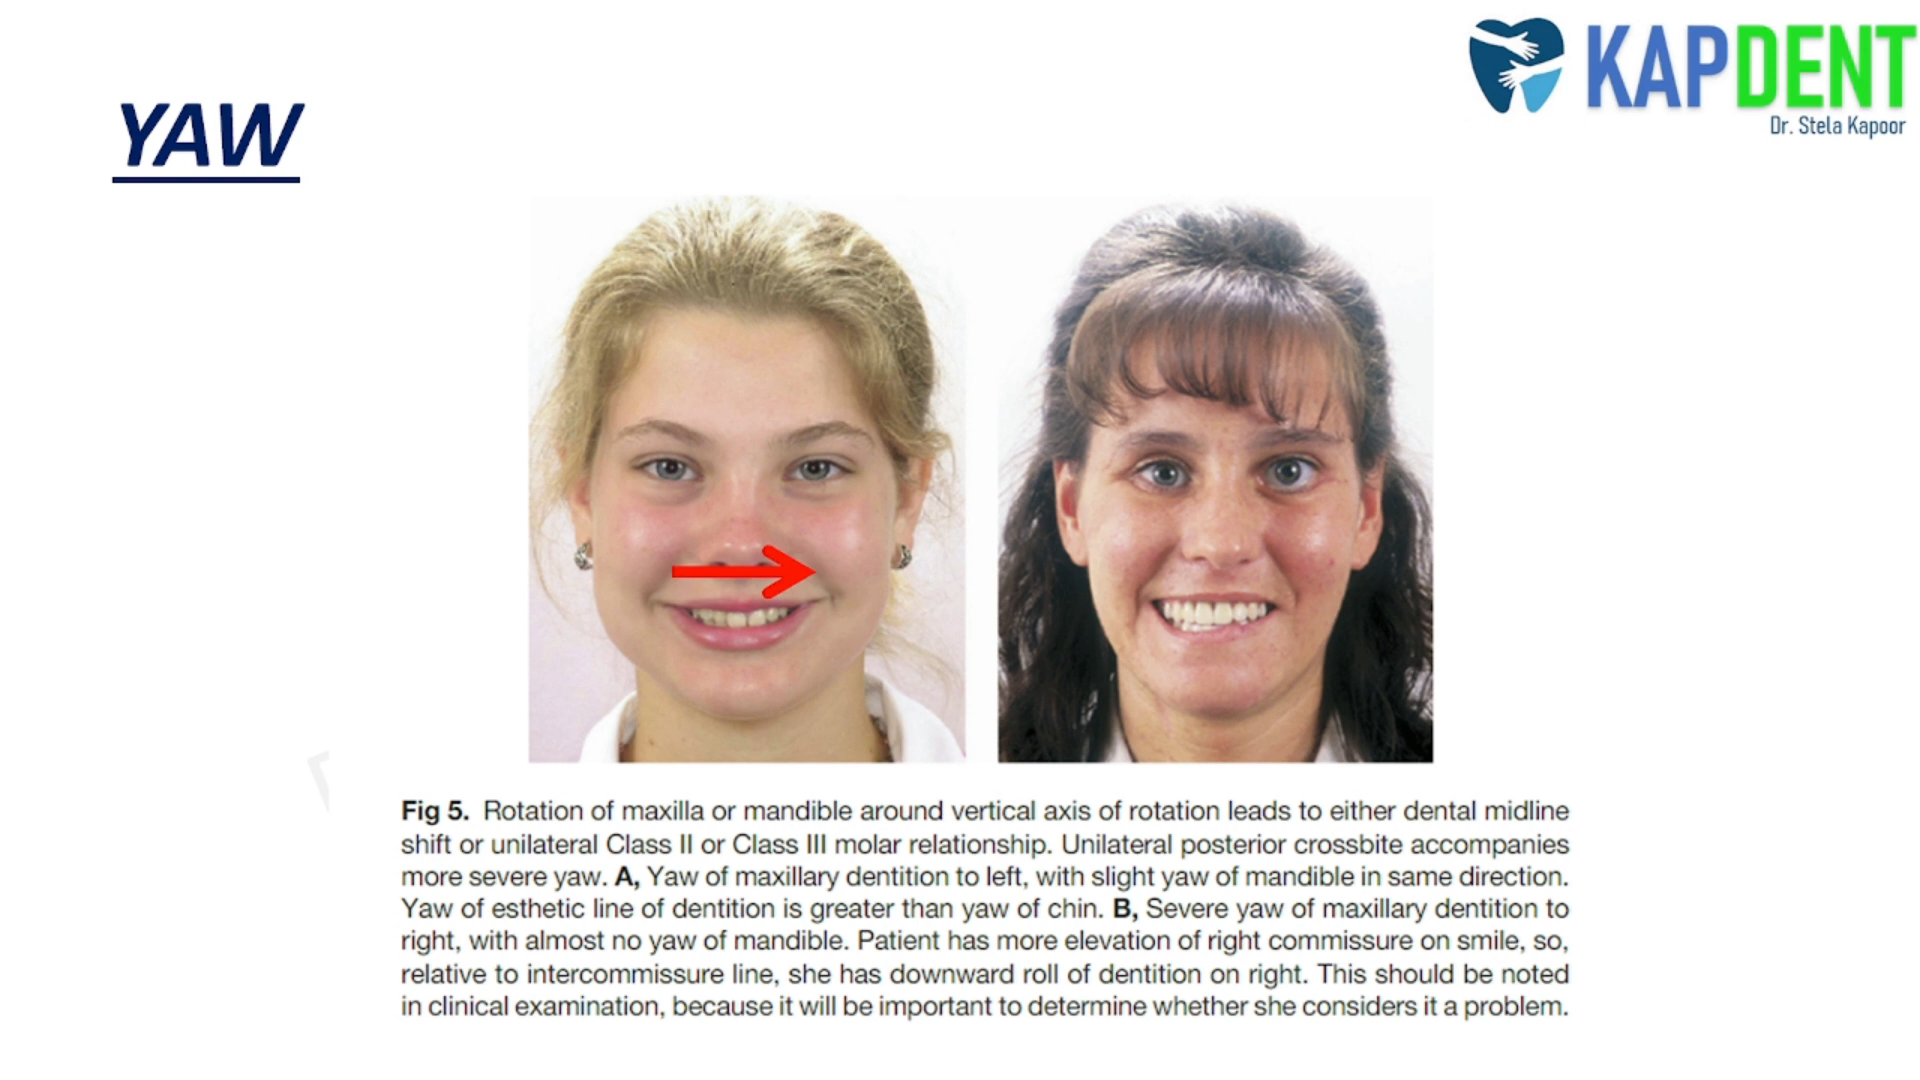 KAPDENT
Dr. Stela Kapoor
YAW
Fig 5. Rotation of maxilla or mandible around vertical axis of rotation leads to either dental midline
shift or unilateral Class II or Class III molar relationship. Unilateral posterior crossbite accompanies
more severe yaw. A, Yaw of maxillary dentition to left, with slight yaw of mandible in same direction.
Yaw of esthetic line of dentition is greater than yaw of chin. B, Severe yaw of maxillary dentition to
right, with almost no yaw of mandible. Patient has more elevation of right commissure on smile, so,
relative to intercommissure line, she has downward roll of dentition on right. This should be noted
in clinical examination, because it will be important to determine whether she considers it a problem.